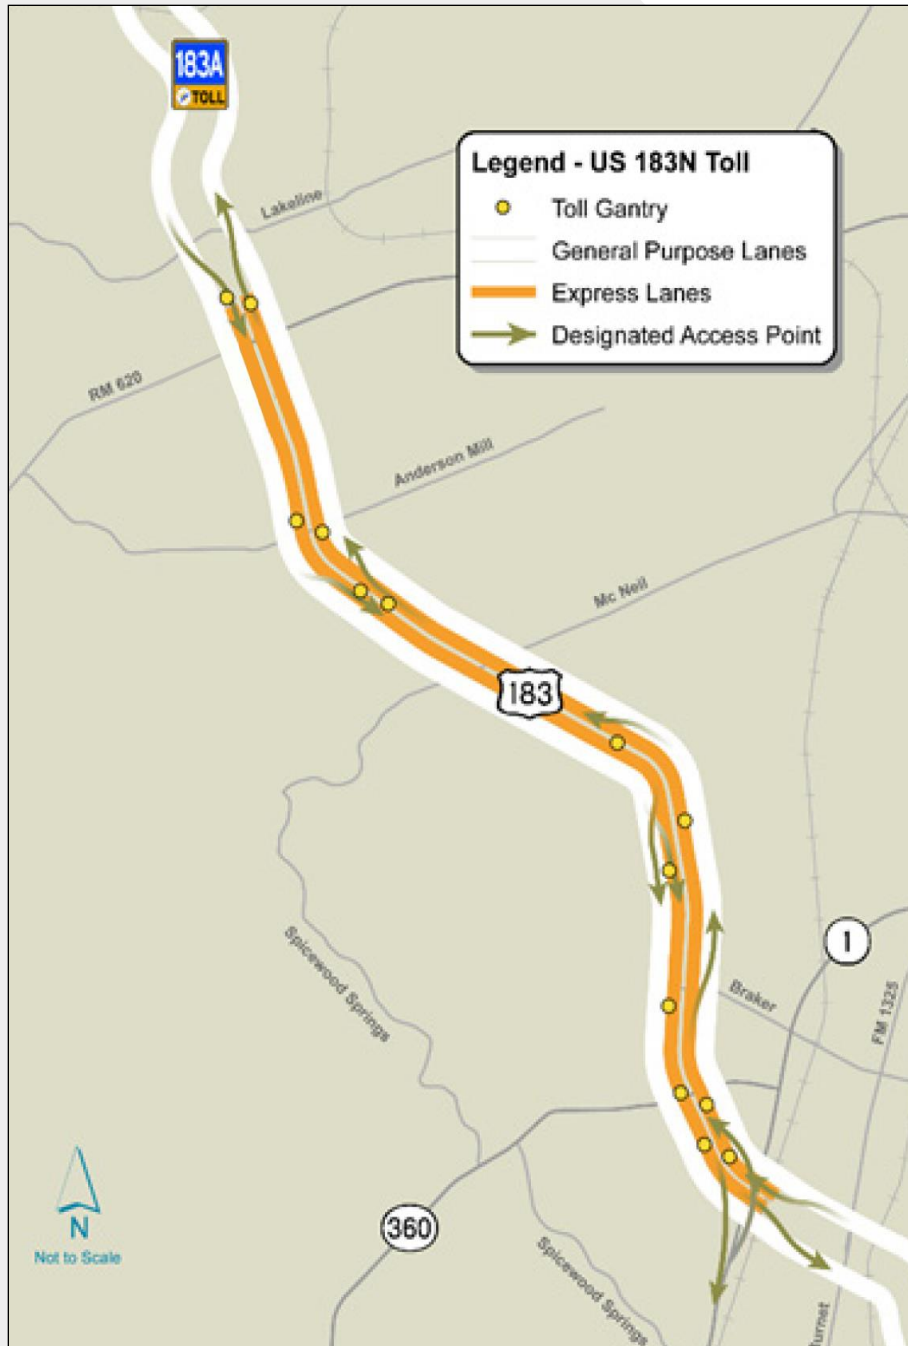 183A
TOLL
Legend - US 183N Toll
Toll Gantry
General Purpose Lanes
Express Lanes
Designated Access Point
Lakeline
RM 620
Anderson Mill
Mc Neil
183
1
Braker
FM 1325
Spicewood Springs
360
N
Not to Scale
Spicewood Springs